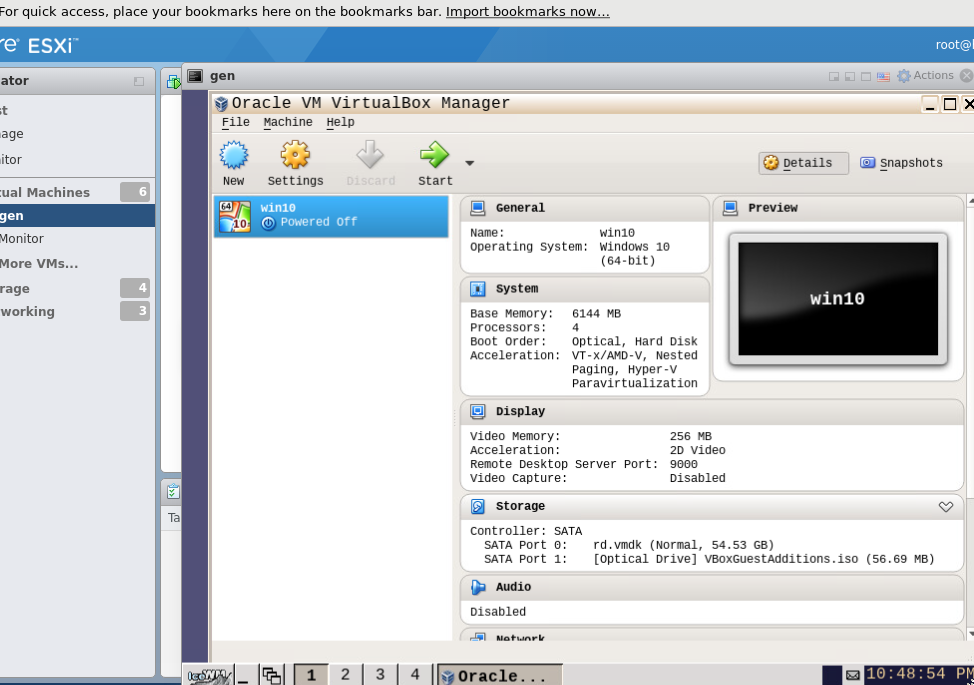 For quick access, place your bookmarks here on the bookmarks bar. Import bookmarks now...
re ESXi™
root@
ator
gen
Actions
st
nage
nitor
tual Machines 6
gen
Monitor
More VMs...
rage 4
working 3
Ta
Oracle VM VirtualBox Manager
File Machine Help
New Settings Discard Start Details Snapshots
64
10
win10
Powered Off
General
Name: win10
Operating System: Windows 10
(64-bit)
Preview
win10
System
Base Memory: 6144 MB
Processors: 4
Boot Order: Optical, Hard Disk
Acceleration: VT-x/AMD-V, Nested
Paging, Hyper-V
Paravirtualization
Display
Video Memory: 256 MB
Acceleration: 2D Video
Remote Desktop Server Port: 9000
Video Capture: Disabled
Storage
Controller: SATA
SATA Port 0: rd.vmdk (Normal, 54.53 GB)
SATA Port 1: [Optical Drive] VBoxGuestAdditions.iso (56.69 MB)
Audio
Disabled
Network
1 2 3 4 Oracle... 10:48:54 PM